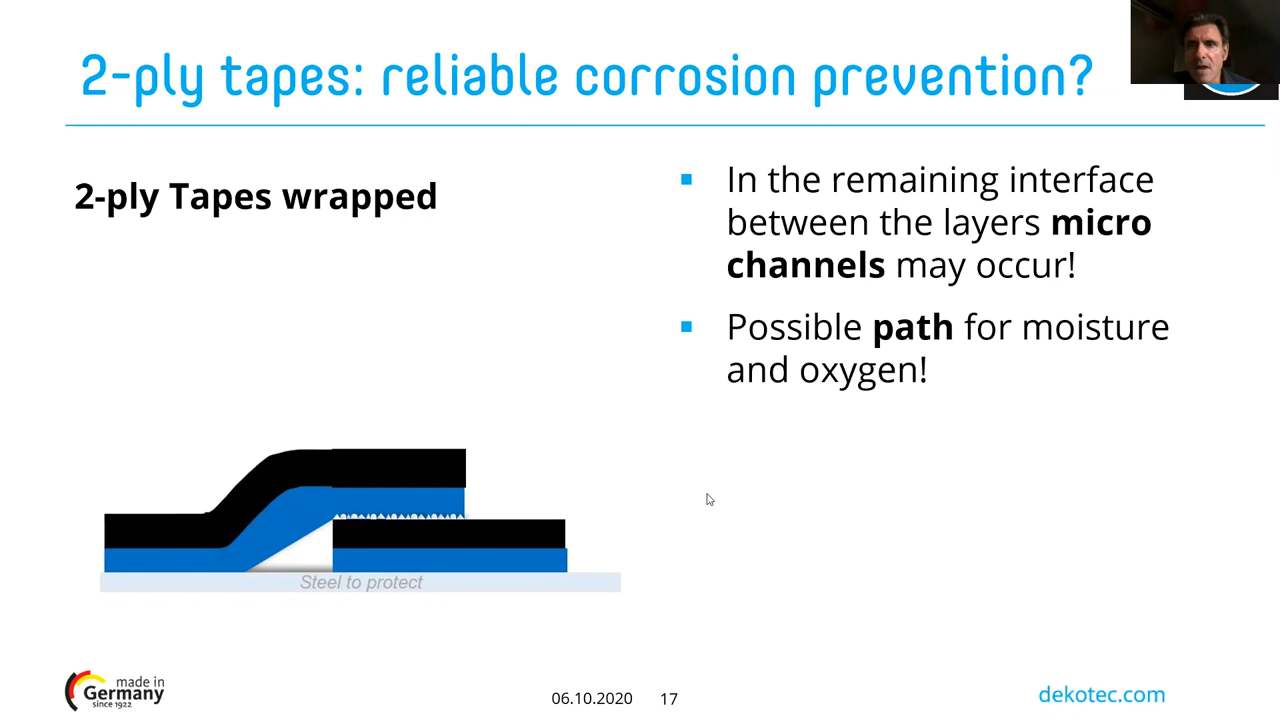 2-ply tapes: reliable corrosion prevention?
2-ply Tapes wrapped
In the remaining interface
between the layers micro
channels may occur!
Possible path for moisture
and oxygen!
Steel to protect
made in
Germany
since 1922
06.10.2020
17
dekotec.com